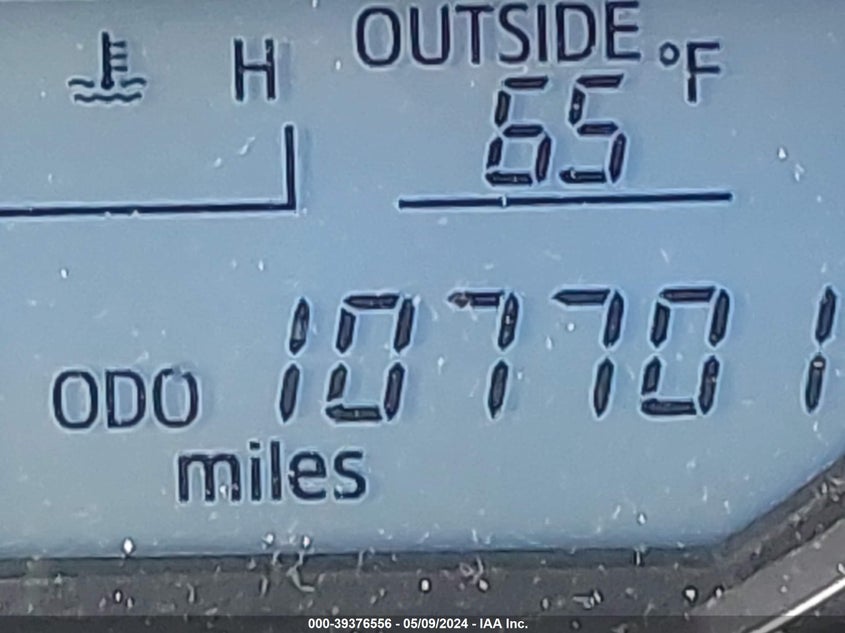 OUTSIDE
H
65 °F
ODO 107701
miles
000-39376556 - 05/09/2024 - IAA Inc.